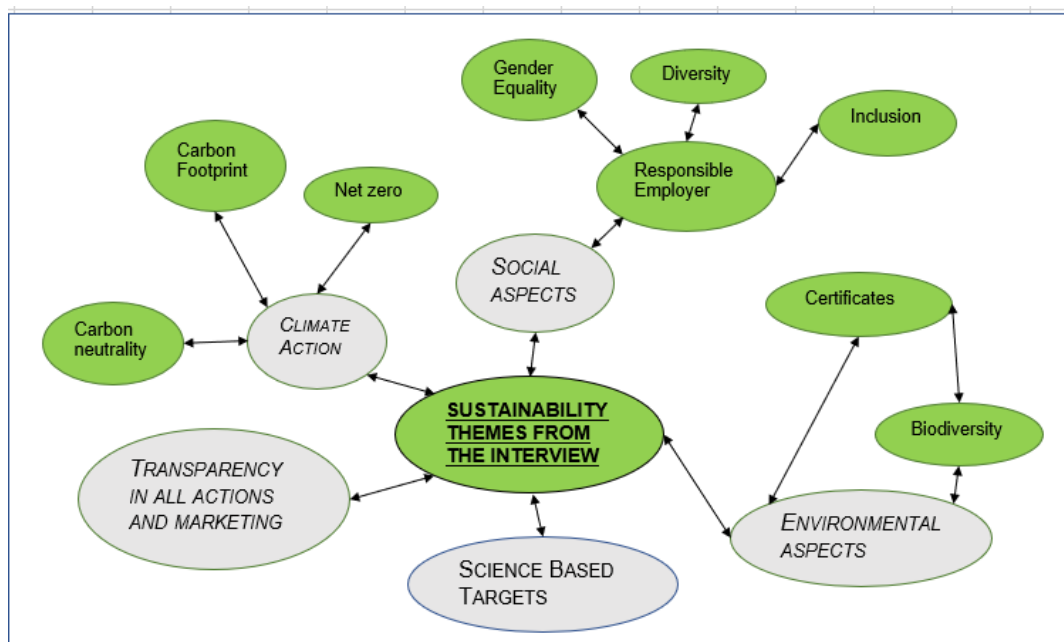 Gender
Equality
Diversity
Inclusion
Carbon
Footprint
Net zero
Responsible
Employer
SOCIAL
ASPECTS
Certificates
Carbon
neutrality
CLIMATE
ACTION
SUSTAINABILITY
THEMES FROM
THE INTERVIEW
Biodiversity
TRANSPARENCY
IN ALL ACTIONS
AND MARKETING
ENVIRONMENTAL
ASPECTS
SCIENCE BASED
TARGETS